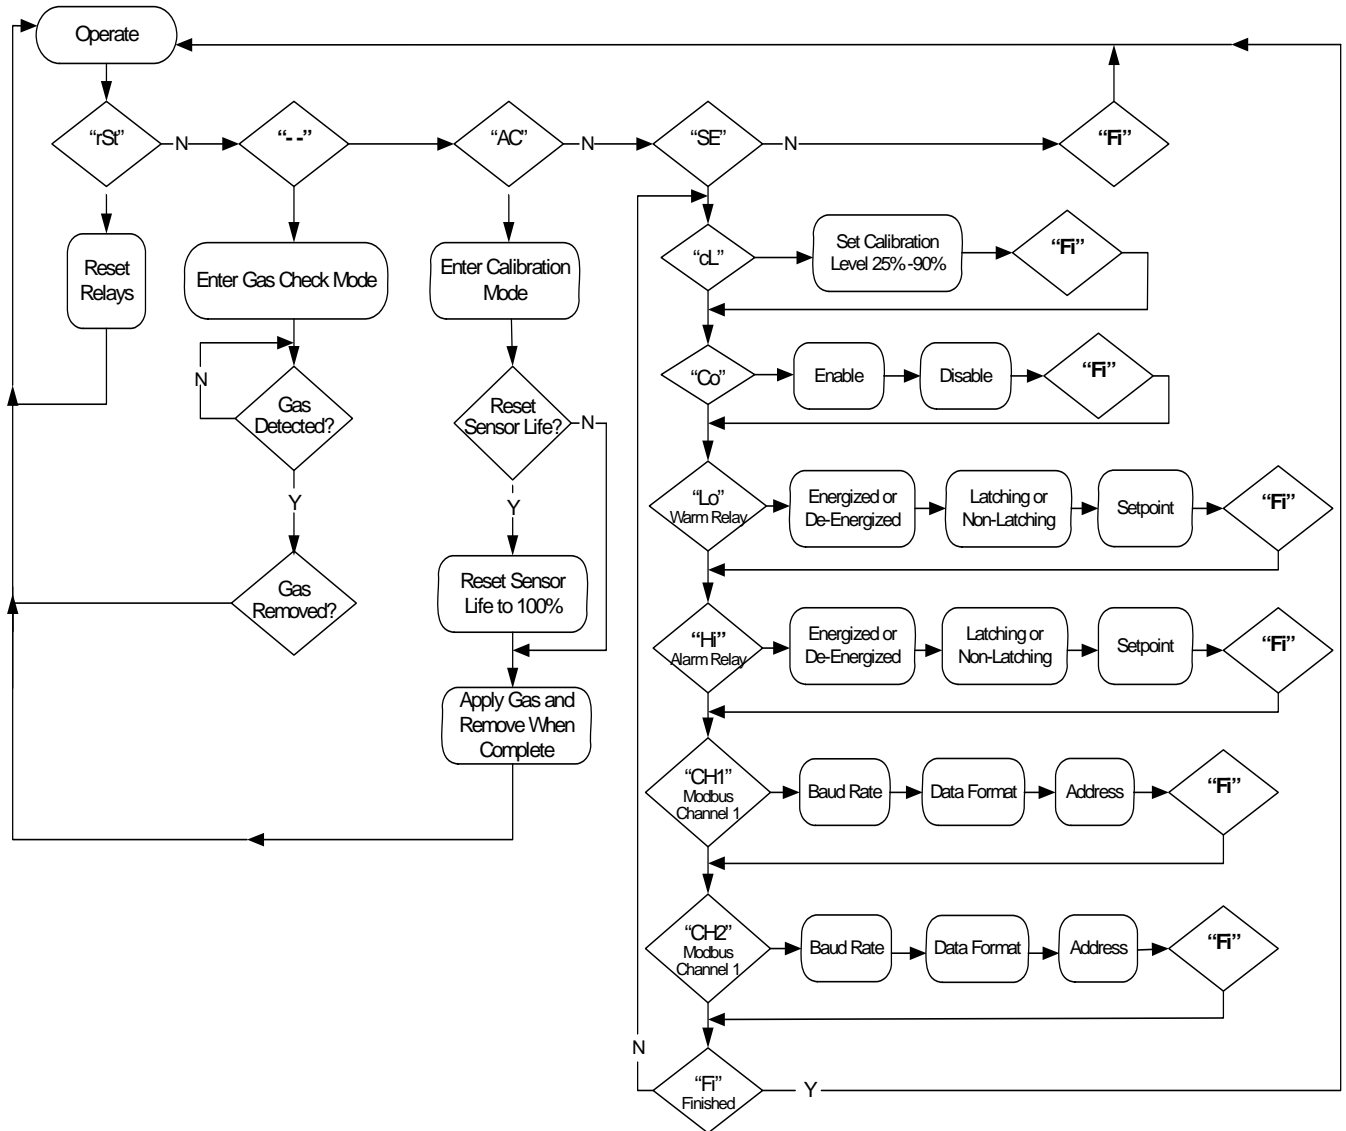 Operate
“rSt”
N
“- -”
“AC”
N
“SE”
N
“Fi”
Reset
Relays
Enter Gas Check Mode
N
Gas
Detected?
Y
Gas
Removed?
Enter Calibration
Mode
Reset
Sensor Life?
N
Y
Reset Sensor
Life to 100%
Apply Gas and
Remove When
Complete
“cL”
Set Calibration
Level 25% -90%
“Fi”
“Co”
Enable
Disable
“Fi”
“Lo”
Warm Relay
Energized or
De-Energized
Latching or
Non-Latching
Setpoint
“Fi”
“Hi”
Alarm Relay
Energized or
De-Energized
Latching or
Non-Latching
Setpoint
“Fi”
“CH1”
Modbus
Channel 1
Baud Rate
Data Format
Address
“Fi”
“CH2”
Modbus
Channel 1
Baud Rate
Data Format
Address
“Fi”
N
“Fi”
Finished
Y